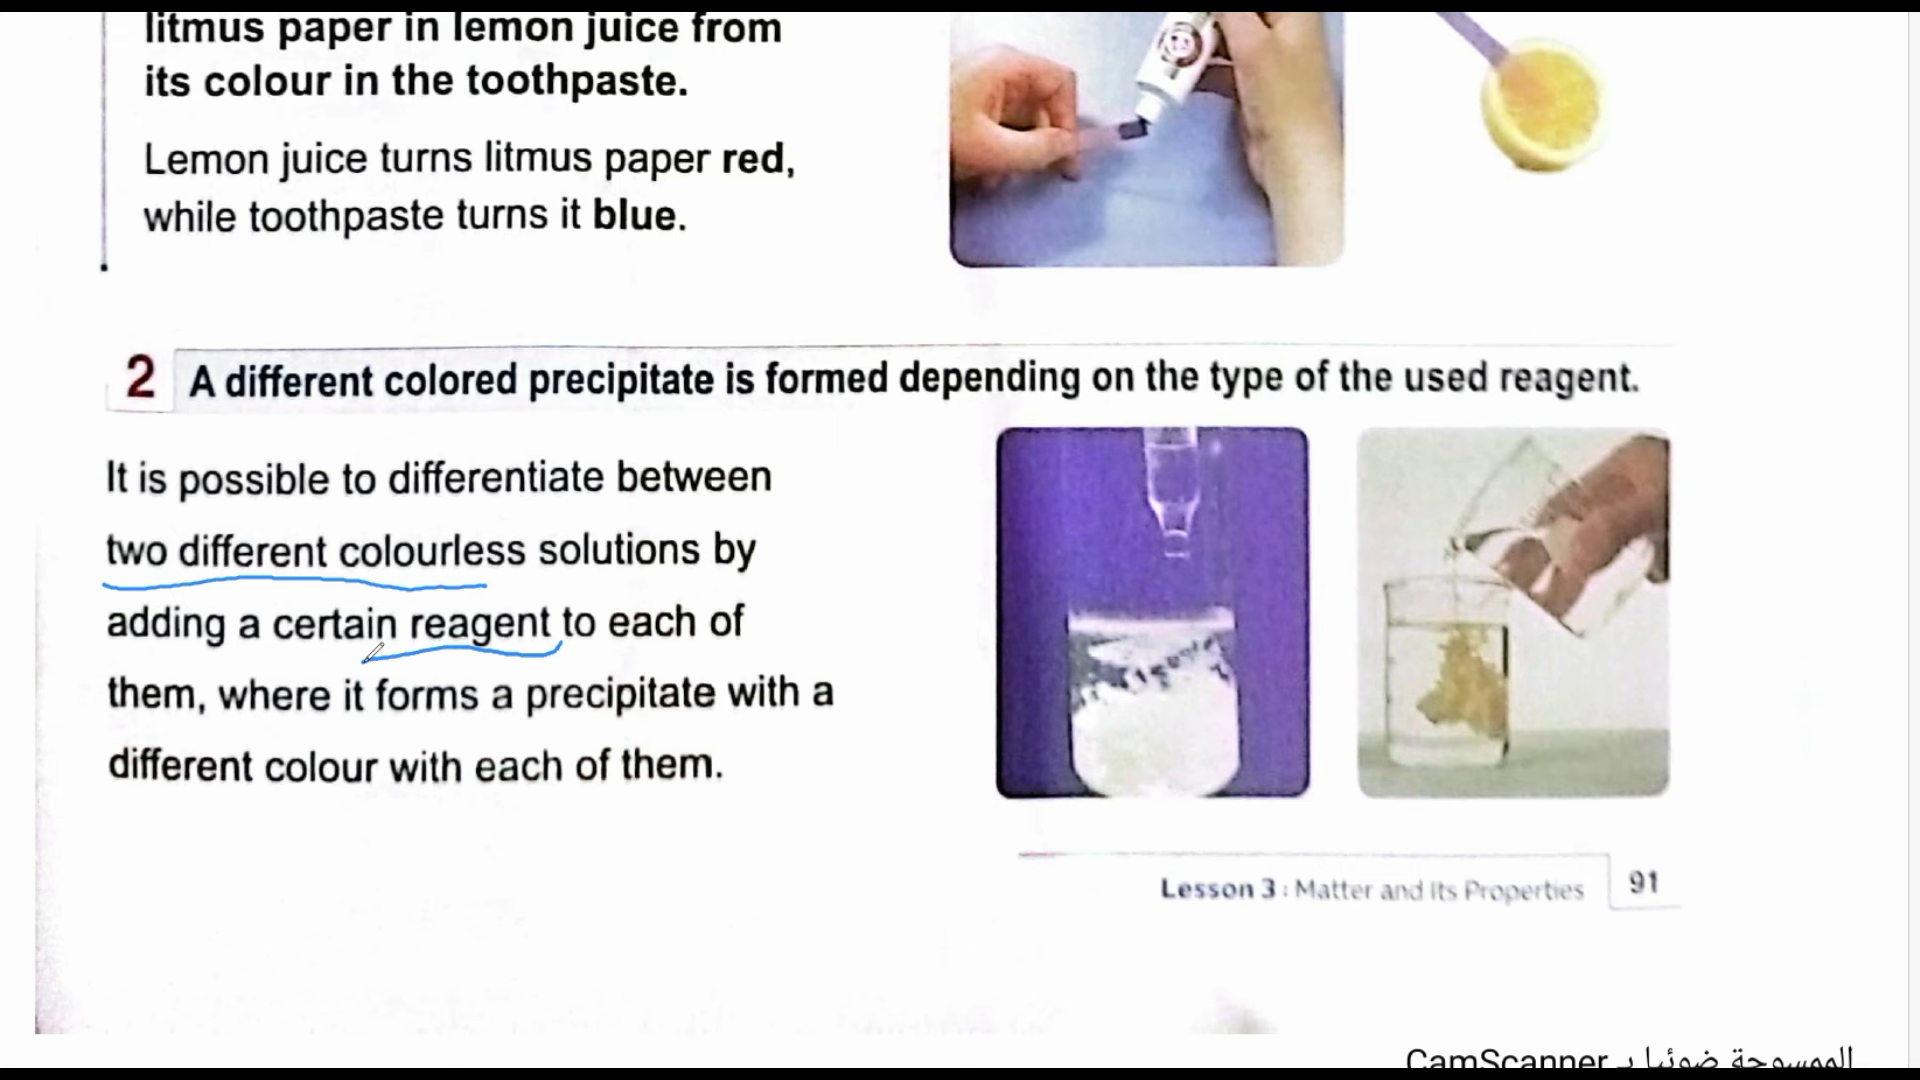 litmus paper in lemon juice from
its colour in the toothpaste.
Lemon juice turns litmus paper red,
while toothpaste turns it blue.
2 A different colored precipitate is formed depending on the type of the used reagent.
It is possible to differentiate between
two different colourless solutions by
adding a certain reagent to each of
them, where it forms a precipitate with a
different colour with each of them.
Lesson 3 : Matter and Its Properties 91
الممسوحة ضوئيا بـ CamScanner